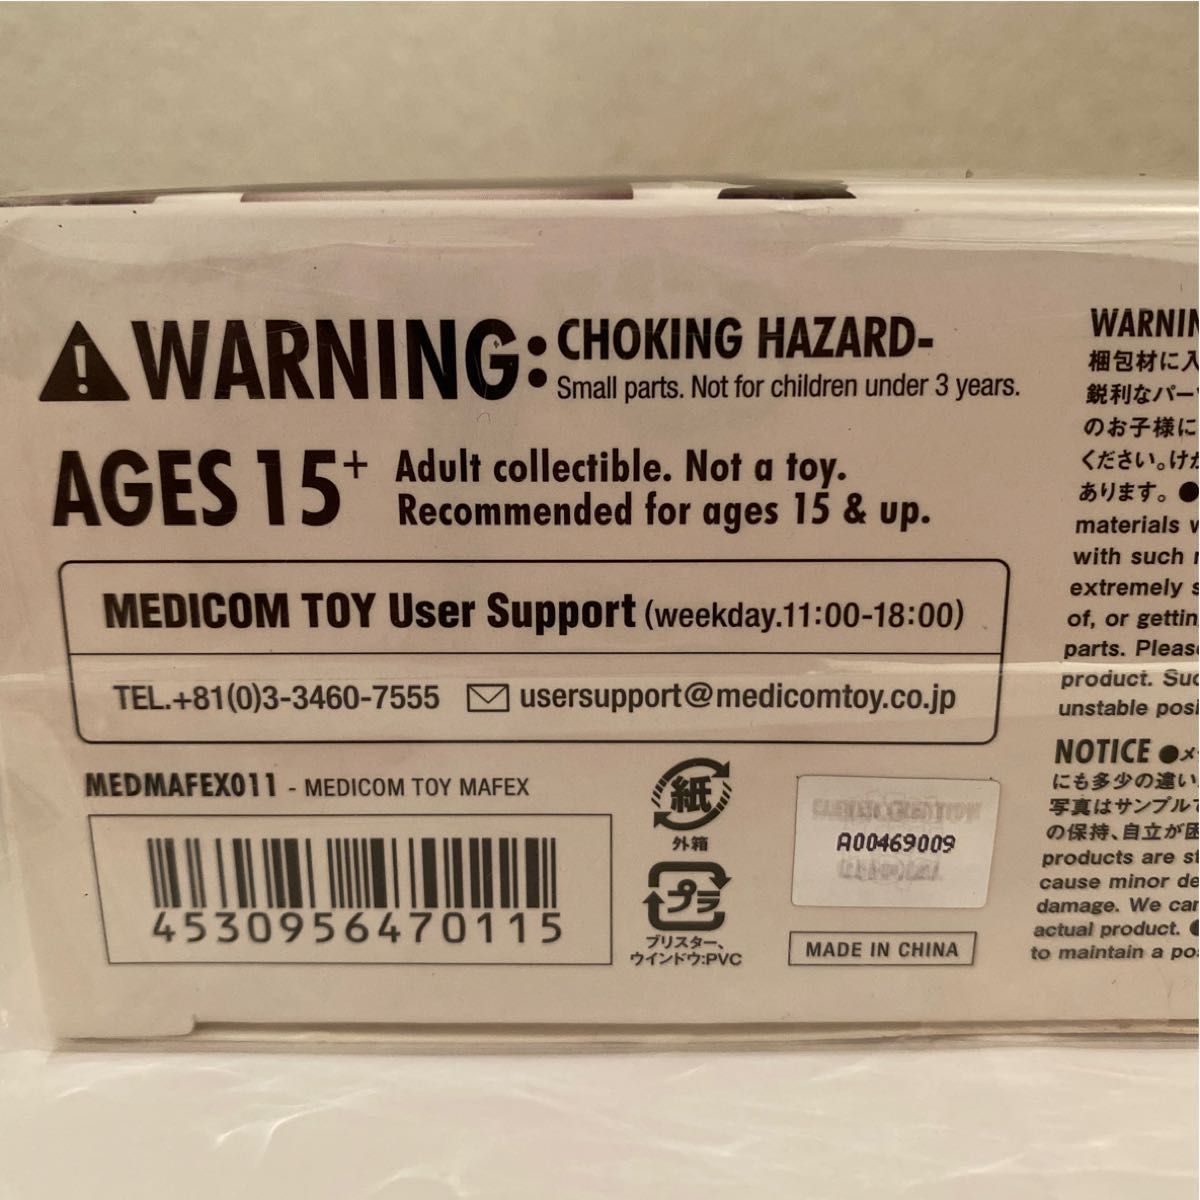 WARNING: CHOKING HAZARD-
Small parts. Not for children under 3 years.
AGES 15+ Adult collectible. Not a toy.
Recommended for ages 15 & up.
MEDICOM TOY User Support (weekday.11:00-18:00)
TEL.+81(0)3-3460-7555 usersupport@medicomtoy.co.jp
MEDMAFEX011 - MEDICOM TOY MAFEX
4530956470115
紙
外箱
プラ
ブリスター、
ウインドウ:PVC
A00469009
MADE IN CHINA
WARNIN
梱包材に入
鋭利なパー
のお子様に
ください。けが
あります。●
materials w
with such
extremely s
of, or gettin
parts. Please
product. Suc
unstable posi
NOTICE ●メ
にも多少の違い
写真はサンプルで
の保持、自立が困
products are st
cause minor de
damage. We can
actual product. ●
to maintain a po